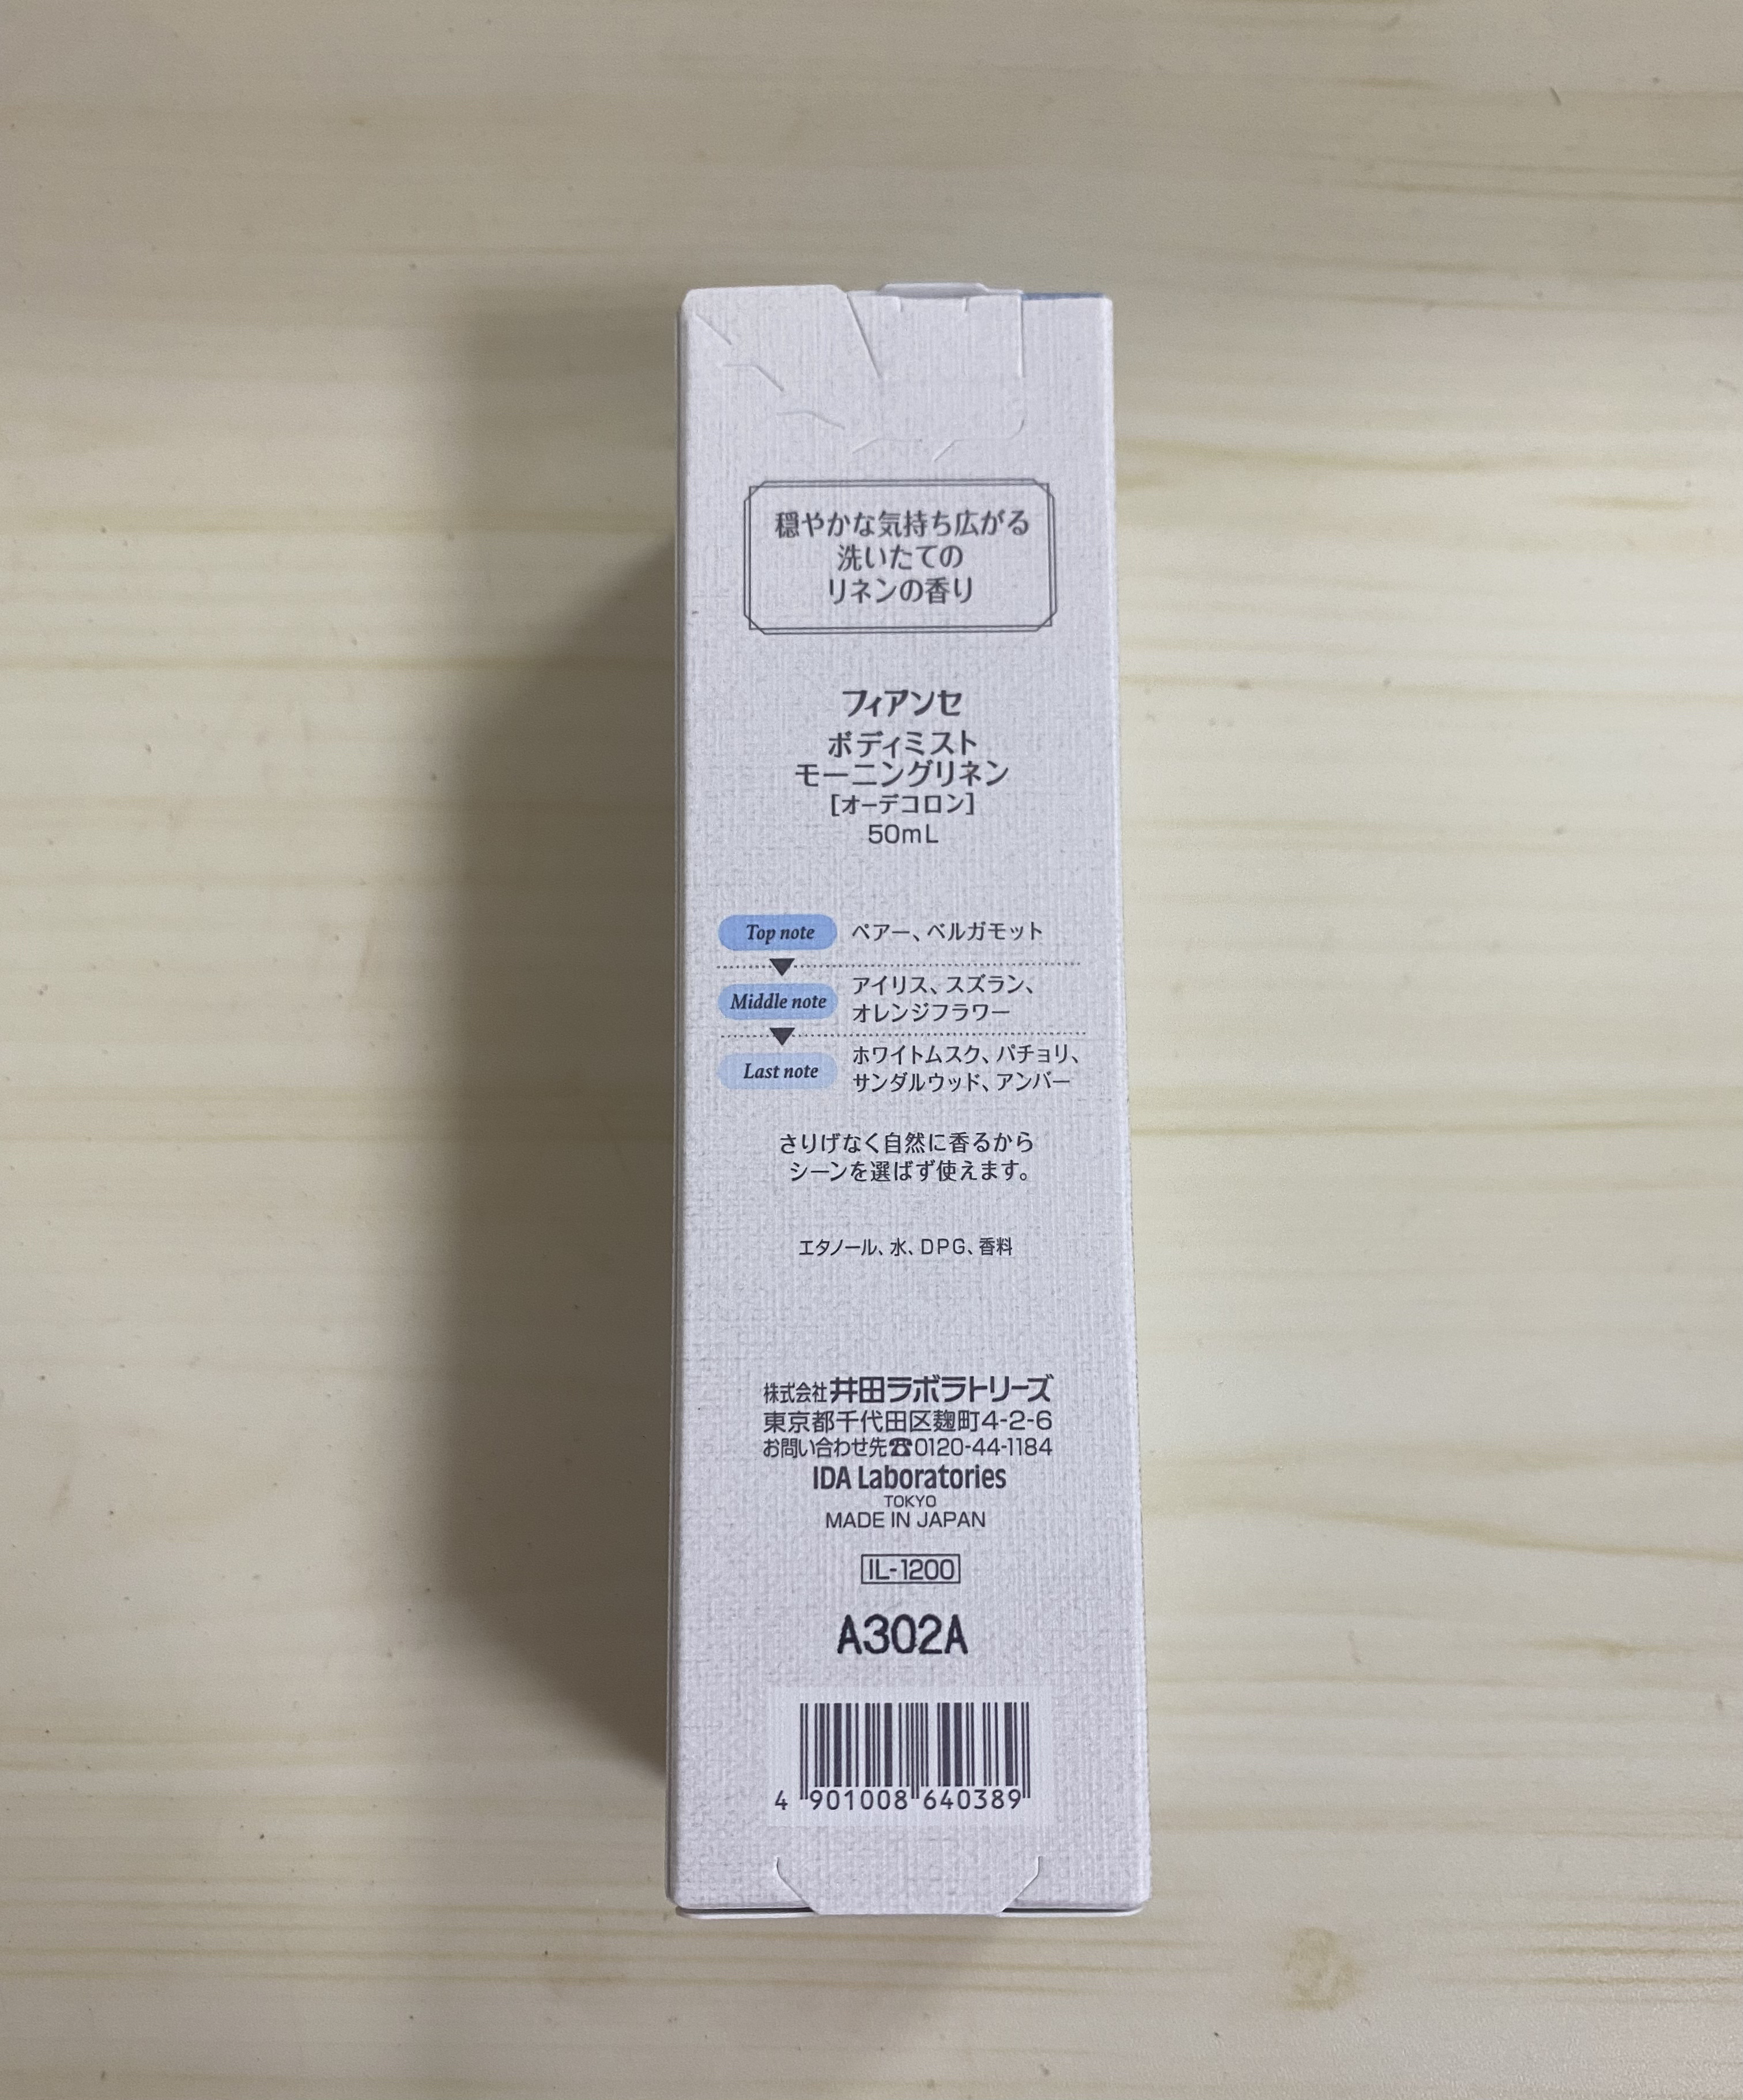 穏やかな気持ち広がる
洗いたての
リネンの香り
フィアンセ
ボディミスト
モーニングリネン
[オーデコロン]
50mL
Top note ペアー、ベルガモット
Middle note アイリス、スズラン、
オレンジフラワー
Last note ホワイトムスク、パチョリ、
サンダルウッド、アンバー
さりげなく自然に香るから
シーンを選ばず使えます。
エタノール、水、DPG、香料
株式会社井田ラボラトリーズ
東京都千代田区麹町4-2-6
お問い合わせ先☎0120-44-1184
IDA Laboratories
TOKYO
MADE IN JAPAN
IL-1200
A302A
4 901008 640389